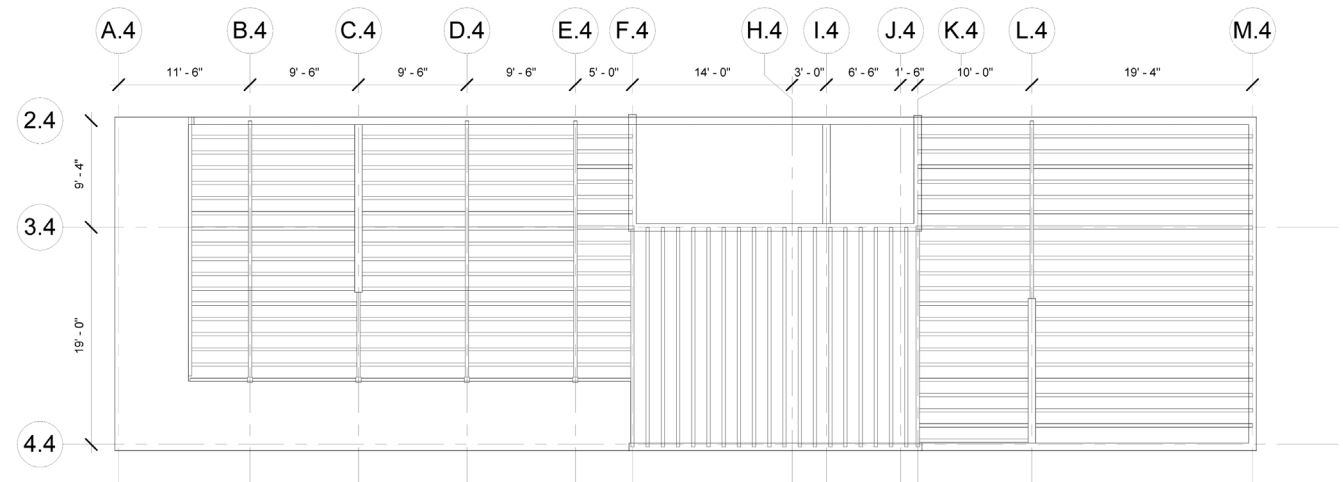 A.4 B.4 C.4 D.4 E.4 F.4 H.4 I.4 J.4 K.4 L.4 M.4
11' - 6" 9' - 6" 9' - 6" 9' - 6" 5' - 0" 14' - 0" 3' - 0" 6' - 6" 1' - 6" 10' - 0" 19' - 4"
2.4
9' - 4"
3.4
19' - 0"
4.4